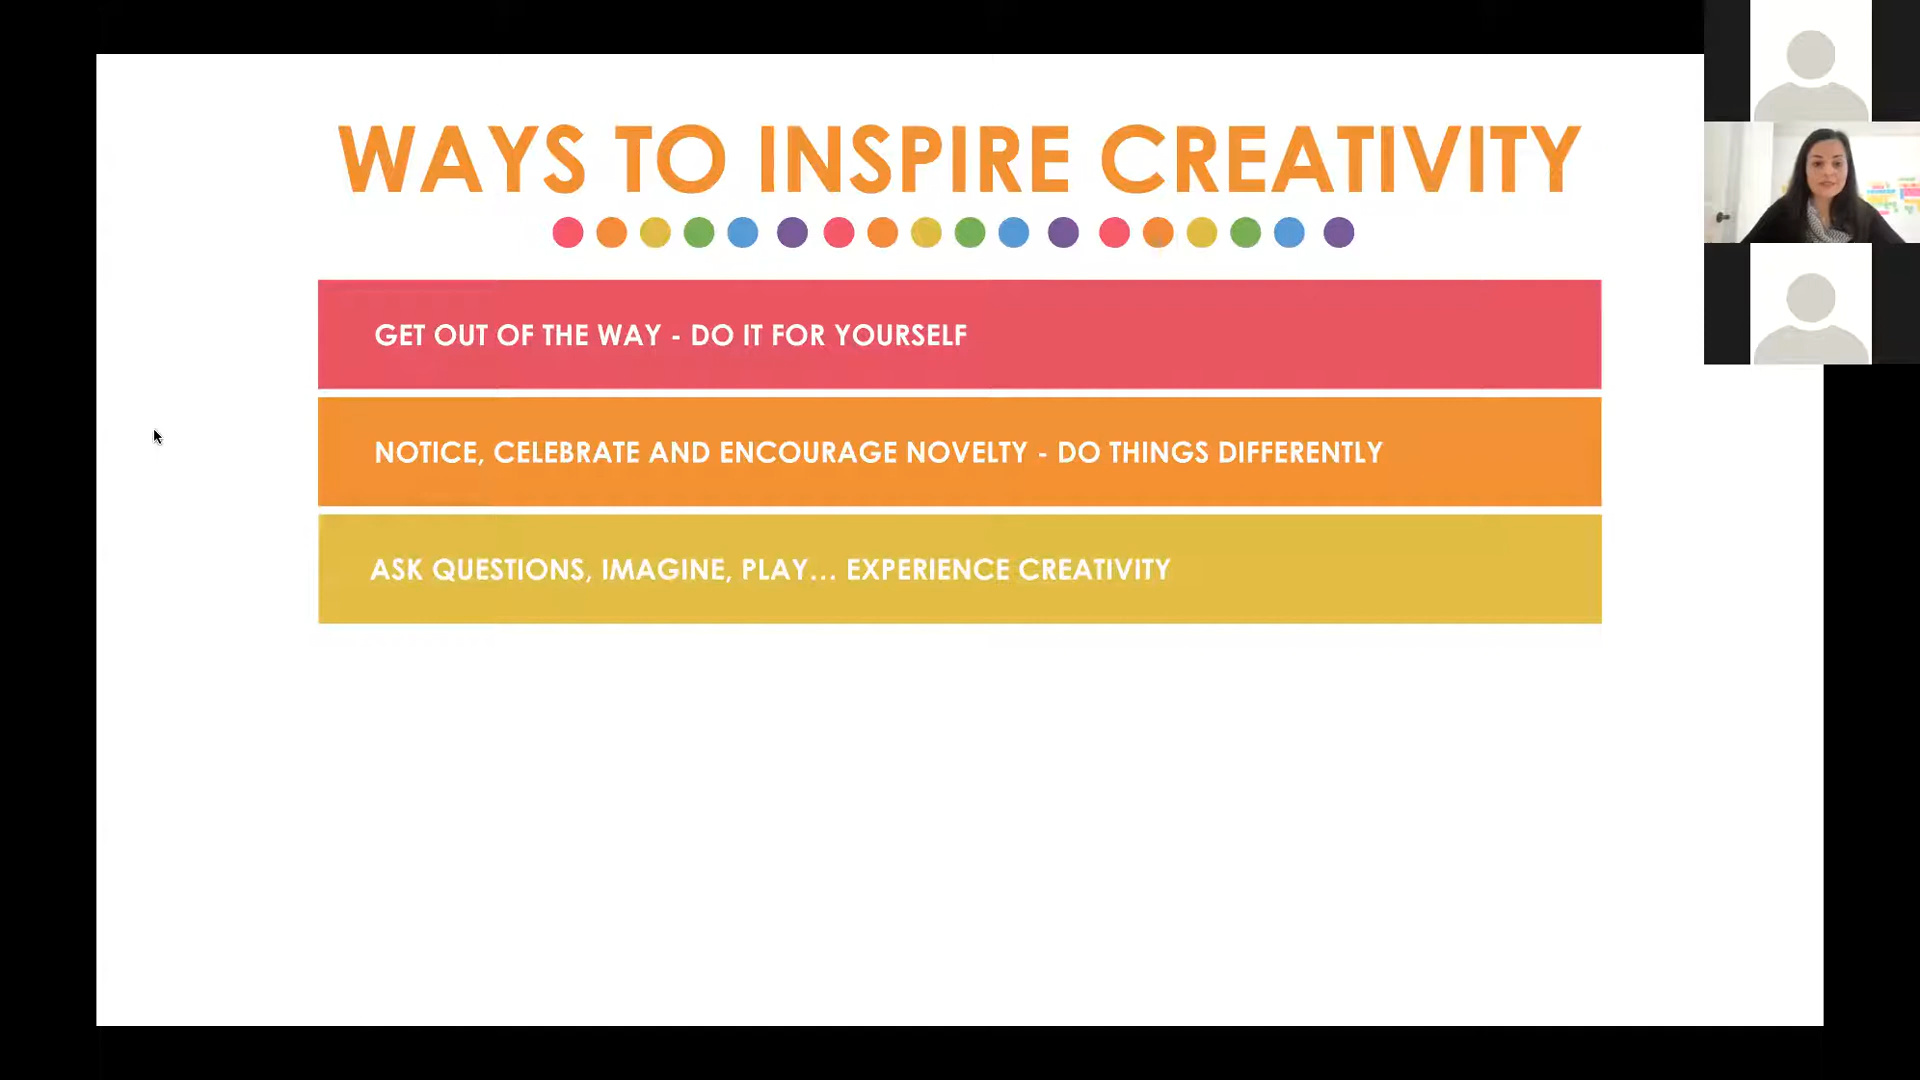 WAYS TO INSPIRE CREATIVITY
GET OUT OF THE WAY - DO IT FOR YOURSELF
NOTICE, CELEBRATE AND ENCOURAGE NOVELTY - DO THINGS DIFFERENTLY
ASK QUESTIONS, IMAGINE, PLAY... EXPERIENCE CREATIVITY